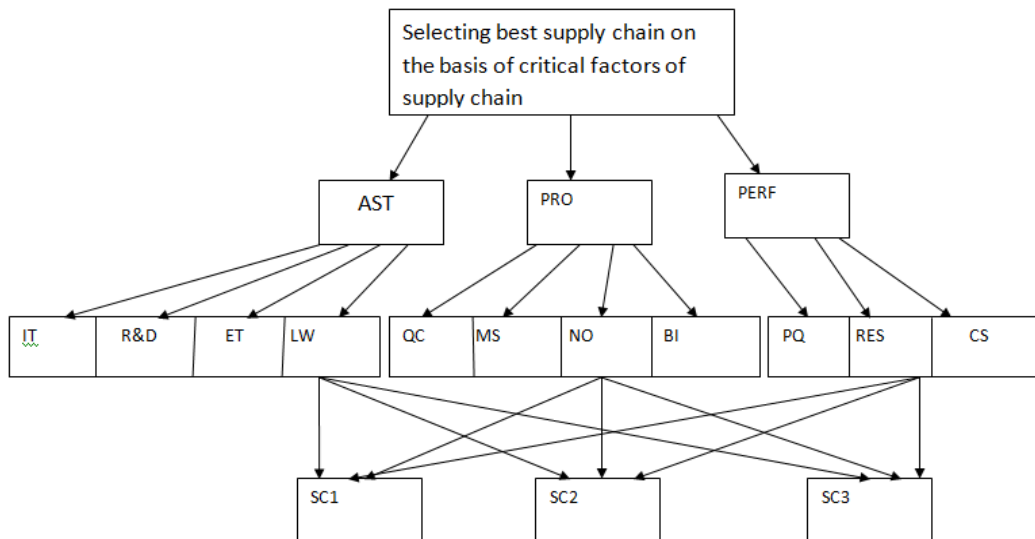 Selecting best supply chain on
the basis of critical factors of
supply chain
AST
PRO
PERF
IT
R&D
ET
LW
QC
MS
NO
BI
PQ
RES
CS
SC1
SC2
SC3